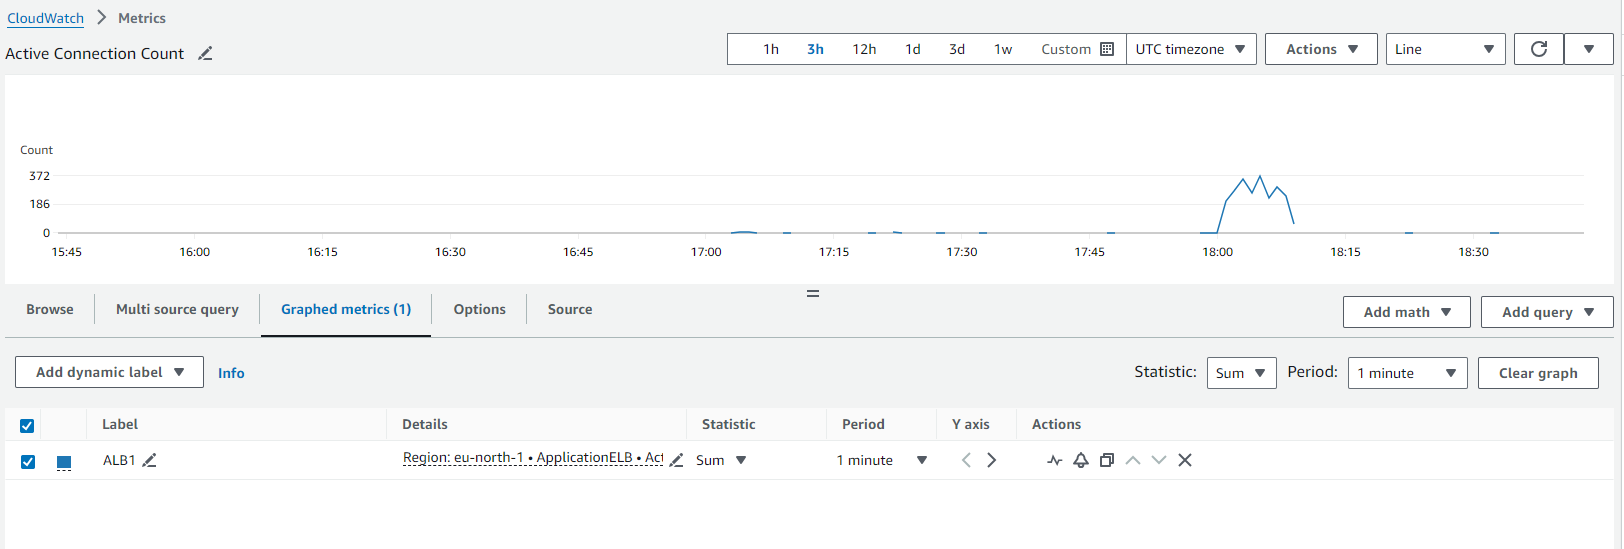 CloudWatch > Metrics
Active Connection Count
1h 3h 12h 1d 3d 1w Custom UTC timezone Actions Line
Count
372
186
0
15:45 16:00 16:15 16:30 16:45 17:00 17:15 17:30 17:45 18:00 18:15 18:30
Browse Multi source query Graphed metrics (1) Options Source Add math Add query
Add dynamic label Info Statistic: Sum Period: 1 minute Clear graph
Label Details Statistic Period Y axis Actions
ALB1 Region: eu-north-1 • ApplicationELB • Act Sum 1 minute